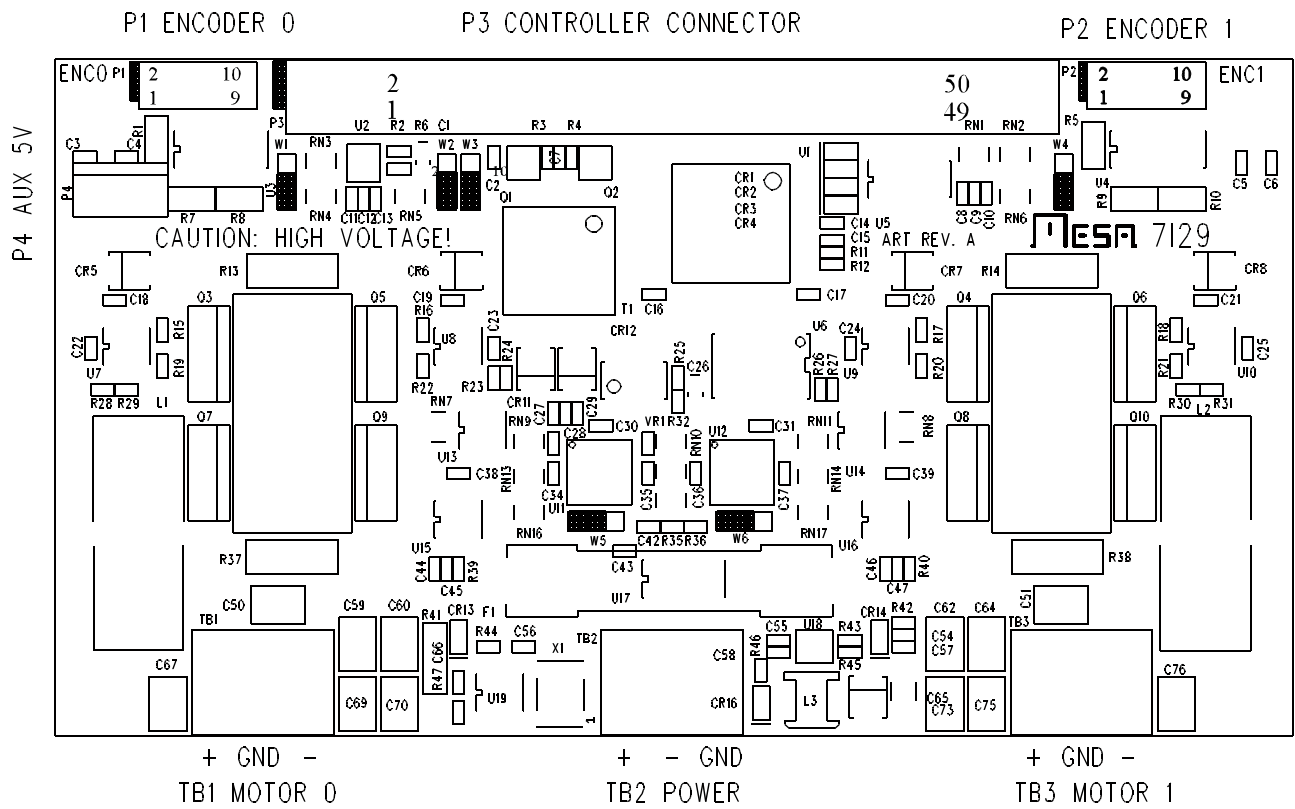 P1 ENCODER 0
P3 CONTROLLER CONNECTOR
P2 ENCODER 1
ENC0 P1 2 10
1 9
2 50
1 49
P2 2 10
1 9
ENC1
P3
P4 AUX 5V
C3 C4 R1
P4
R7 R8
W1 U3
RN3 RN4
U2 R2 R6 C1
W2 W3
C11 C12 C13 RN5
2 10
C2
R3 R4
C7
Q1 Q2
CR1
CR2
CR3
CR4
U1
C14 U5
C15
R11
R12
RN1 RN2
C8 C9 C10 RN6
W4
R5
U4
R9 R10
C5 C6
CAUTION: HIGH VOLTAGE!
ART REV. A
MESA 7129
CR5 R13 CR6
CR7 R14 CR8
C18 Q3 Q5 C19
T1 C16 C17
C20 Q4 Q6 C21
R15 R16 C23 CR12
U6 C24 R17 R18
C22 U7 R19 U8 R22
R24 R23 R25 C26
R26 R27 U9 R20 R21 U10 C25
R28 R29 L1
CR11 C27 C28 C29
R30 R31 L2
Q7 Q9 RN7 RN9
C30 VR1 R32 RN10 U12 C31
RN11 RN8 Q8 Q10
U13 C38 RN13 C34 U11
C35 C36 C37 RN14 U14 C39
RN16 W5 C42 R35 R36 W6 RN17
U15 C43 U16
R37 C44 C45 R39
U17
C46 C47 R40 R38
C50 C51
TB1 C59 C60 R41 CR13 F1
R44 C56 TB2
C55 U18 R43 CR14 R42 C62 C64 TB3
C66 X1 C58 R46 R45
C54
C57
C67 R47 U19
C69 C70
1
CR16 L3
C65
C73 C75
C76
+ GND -
+ - GND
+ GND -
TB1 MOTOR 0
TB2 POWER
TB3 MOTOR 1